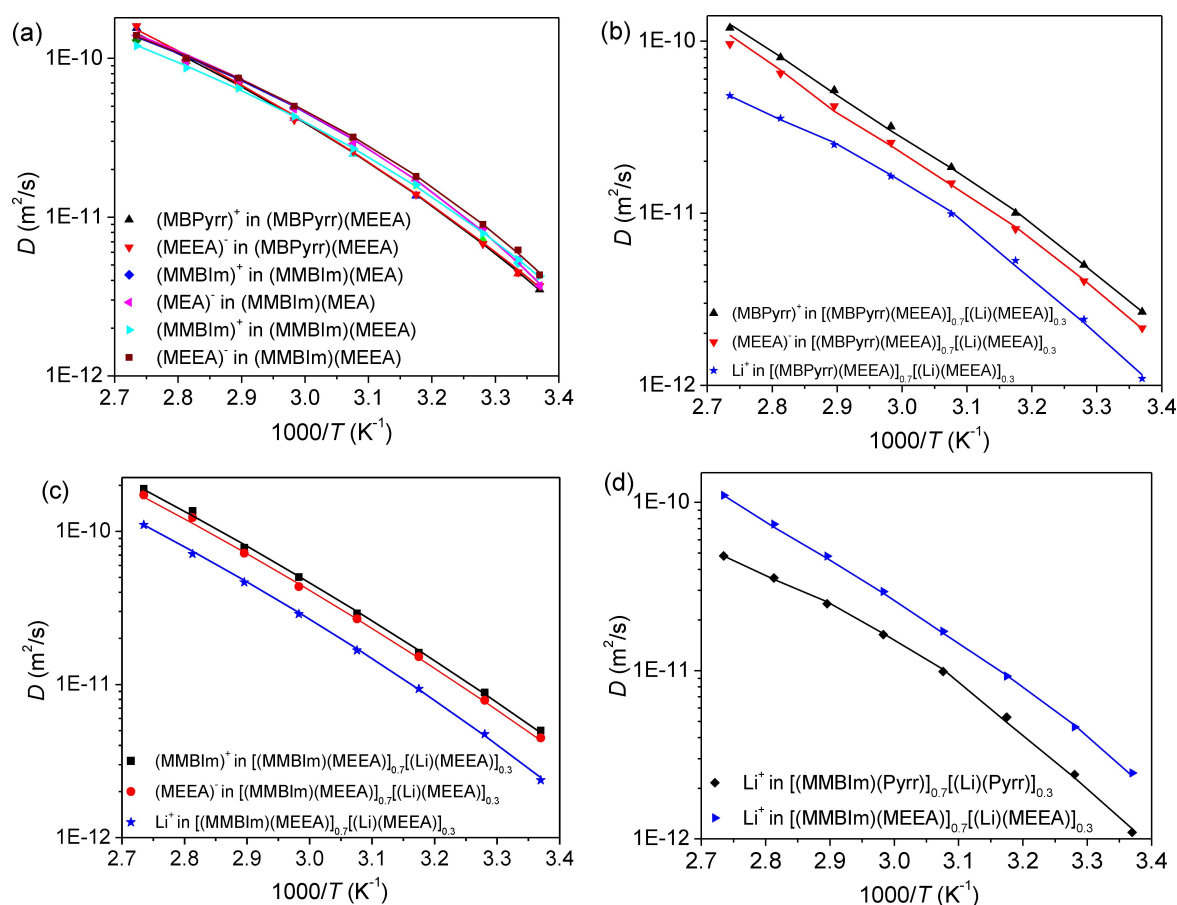 (a)
1E-10
1E-11
1E-12
D (m²/s)
(MBPyrr)⁺ in (MBPyrr)(MEEA)
(MEEA)⁻ in (MBPyrr)(MEEA)
(MMBIm)⁺ in (MMBIm)(MEA)
(MEA)⁻ in (MMBIm)(MEA)
(MMBIm)⁺ in (MMBIm)(MEEA)
(MEEA)⁻ in (MMBIm)(MEEA)
2.7 2.8 2.9 3.0 3.1 3.2 3.3 3.4
1000/T (K⁻¹)
(b)
1E-10
1E-11
1E-12
D (m²/s)
(MBPyrr)⁺ in [(MBPyrr)(MEEA)]₀.₇[(Li)(MEEA)]₀.₃
(MEEA)⁻ in [(MBPyrr)(MEEA)]₀.₇[(Li)(MEEA)]₀.₃
Li⁺ in [(MBPyrr)(MEEA)]₀.₇[(Li)(MEEA)]₀.₃
2.7 2.8 2.9 3.0 3.1 3.2 3.3 3.4
1000/T (K⁻¹)
(c)
1E-10
1E-11
1E-12
D (m²/s)
(MMBIm)⁺ in [(MMBIm)(MEEA)]₀.₇[(Li)(MEEA)]₀.₃
(MEEA)⁻ in [(MMBIm)(MEEA)]₀.₇[(Li)(MEEA)]₀.₃
Li⁺ in [(MMBIm)(MEEA)]₀.₇[(Li)(MEEA)]₀.₃
2.7 2.8 2.9 3.0 3.1 3.2 3.3 3.4
1000/T (K⁻¹)
(d)
1E-10
1E-11
1E-12
D (m²/s)
Li⁺ in [(MMBIm)(Pyrr)]₀.₇[(Li)(Pyrr)]₀.₃
Li⁺ in [(MMBIm)(MEEA)]₀.₇[(Li)(MEEA)]₀.₃
2.7 2.8 2.9 3.0 3.1 3.2 3.3 3.4
1000/T (K⁻¹)